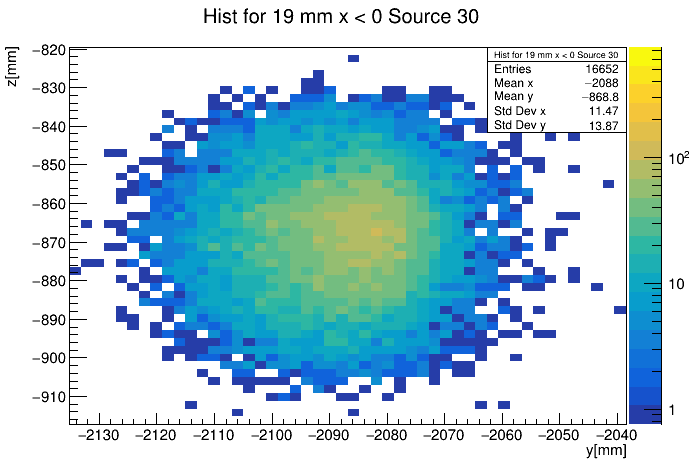 Hist for 19 mm x < 0 Source 30
z[mm]
−820
−830
−840
−850
−860
−870
−880
−890
−900
−910
Hist for 19 mm x < 0 Source 30
Entries 16652
Mean x −2088
Mean y −868.8
Std Dev x 11.47
Std Dev y 13.87
10²
10
1
−2130 −2120 −2110 −2100 −2090 −2080 −2070 −2060 −2050 −2040
y[mm]